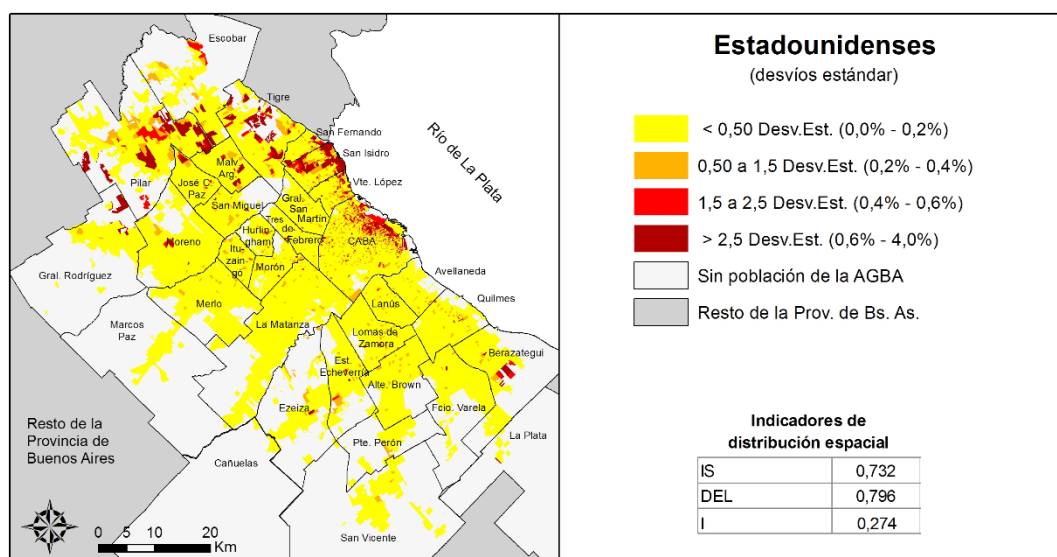 Escobar
Tigre
San Fernando
San Isidro
Río de La Plata
Vte. López
Malv.
Arg.
Pilar
José C.
Paz
San Miguel
Gral.
San
Martín
Tres
de
Febrero
Hurlin
gham
CABA
Moreno
Itu-
zain-
gó
Morón
Gral. Rodríguez
Avellaneda
Quilmes
Merlo
Lanús
Marcos
Paz
La Matanza
Lomas de
Zamora
Berazategui
Est.
Echeverría
Alte. Brown
Ezeiza
Fcio. Varela
La Plata
Pte. Perón
Resto de la
Provincia de
Buenos Aires
Cañuelas
San Vicente
0 5 10 20
Km
Estadounidenses
(desvíos estándar)
< 0,50 Desv.Est. (0,0% - 0,2%)
0,50 a 1,5 Desv.Est. (0,2% - 0,4%)
1,5 a 2,5 Desv.Est. (0,4% - 0,6%)
> 2,5 Desv.Est. (0,6% - 4,0%)
Sin población de la AGBA
Resto de la Prov. de Bs. As.
Indicadores de
distribución espacial
IS 0,732
DEL 0,796
I 0,274